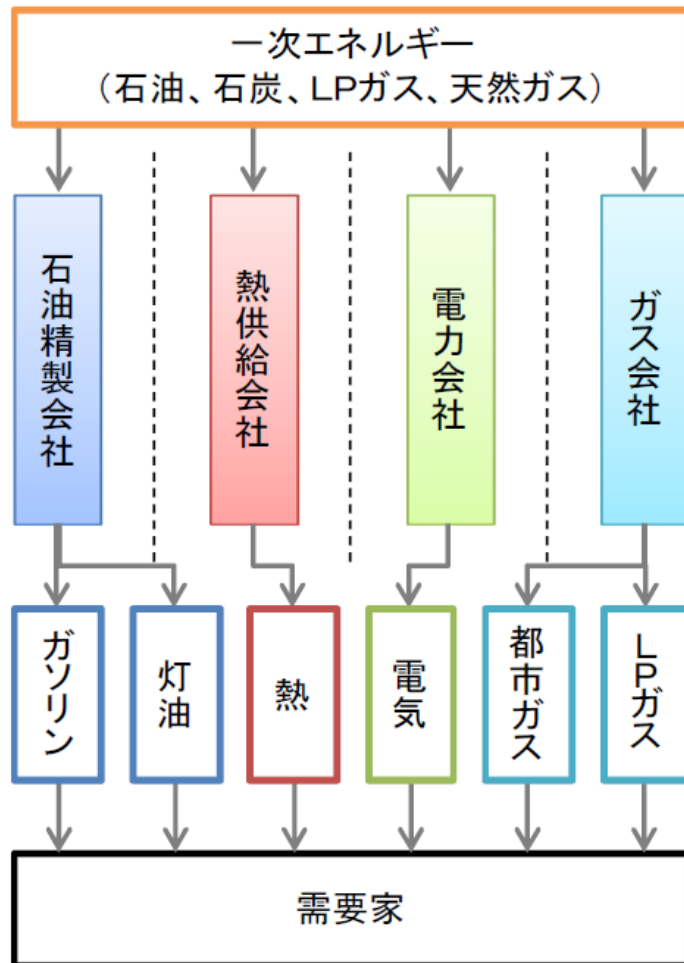 一次エネルギー
（石油、石炭、LPガス、天然ガス）
石油精製会社
熱供給会社
電力会社
ガス会社
ガソリン
灯油
熱
電気
都市ガス
LPガス
需要家